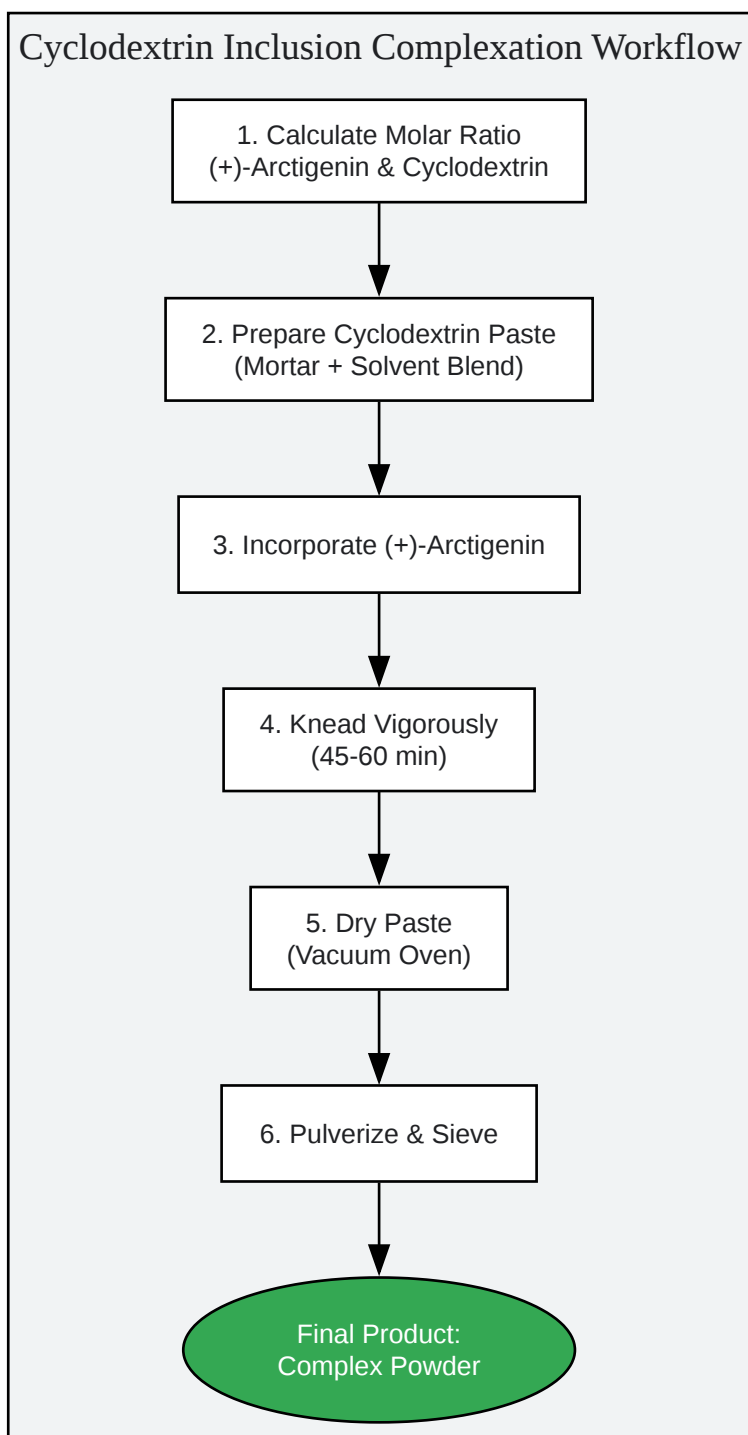 Cyclodextrin Inclusion Complexation Workflow
1. Calculate Molar Ratio
(+)-Arctigenin & Cyclodextrin
2. Prepare Cyclodextrin Paste
(Mortar + Solvent Blend)
3. Incorporate (+)-Arctigenin
4. Knead Vigorously
(45-60 min)
5. Dry Paste
(Vacuum Oven)
6. Pulverize & Sieve
Final Product:
Complex Powder